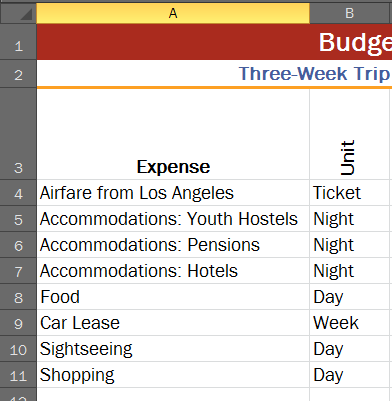 A B
1 Budge
2 Three-Week Trip
3 Expense Unit
4 Airfare from Los Angeles Ticket
5 Accommodations: Youth Hostels Night
6 Accommodations: Pensions Night
7 Accommodations: Hotels Night
8 Food Day
9 Car Lease Week
10 Sightseeing Day
11 Shopping Day